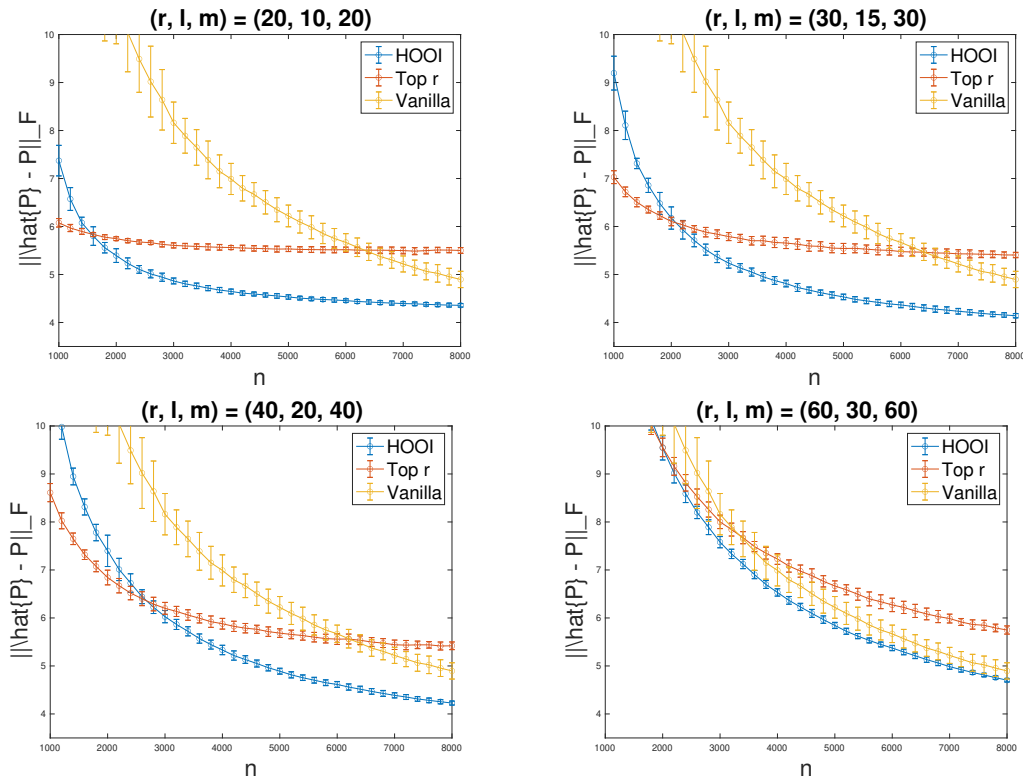 (r, l, m) = (20, 10, 20)
10
9
8
7
6
5
4
||\hat{P} - P||_F
HOOI
Top r
Vanilla
1000 2000 3000 4000 5000 6000 7000 8000
n
(r, l, m) = (30, 15, 30)
10
9
8
7
6
5
4
||\hat{P} - P||_F
HOOI
Top r
Vanilla
1000 2000 3000 4000 5000 6000 7000 8000
n
(r, l, m) = (40, 20, 40)
10
9
8
7
6
5
4
||\hat{P} - P||_F
HOOI
Top r
Vanilla
1000 2000 3000 4000 5000 6000 7000 8000
n
(r, l, m) = (60, 30, 60)
10
9
8
7
6
5
4
||\hat{P} - P||_F
HOOI
Top r
Vanilla
1000 2000 3000 4000 5000 6000 7000 8000
n